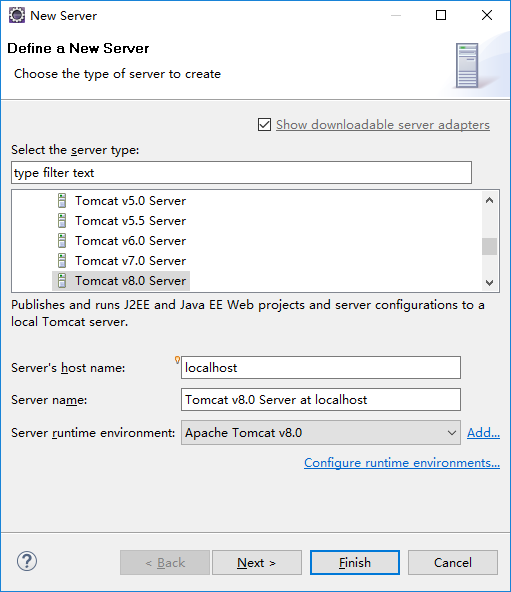 New Server
Define a New Server
Choose the type of server to create
Show downloadable server adapters
Select the server type:
type filter text
Tomcat v5.0 Server
Tomcat v5.5 Server
Tomcat v6.0 Server
Tomcat v7.0 Server
Tomcat v8.0 Server
Publishes and runs J2EE and Java EE Web projects and server configurations to a
local Tomcat server.
Server's host name: localhost
Server name: Tomcat v8.0 Server at localhost
Server runtime environment: Apache Tomcat v8.0 Add...
Configure runtime environments...
? < Back Next > Finish Cancel